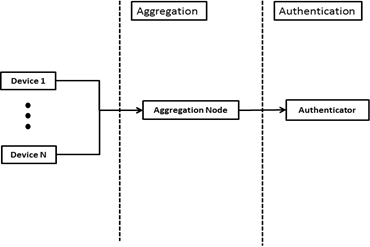 Aggregation
Authentication
Device 1
Aggregation Node
Authenticator
Device N